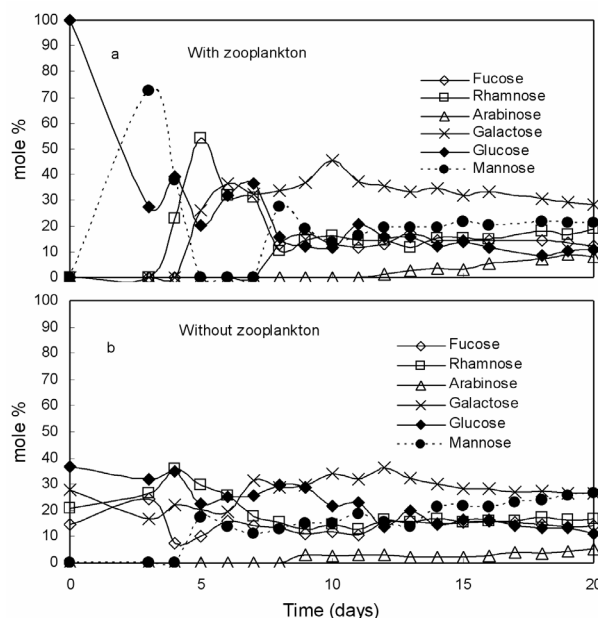 100
90
80
70
60
50
40
30
20
10
0
mole %
a
With zooplankton
Fucose
Rhamnose
Arabinose
Galactose
Glucose
Mannose
100
90
80
70
60
50
40
30
20
10
0
mole %
b
Without zooplankton
Fucose
Rhamnose
Arabinose
Galactose
Glucose
Mannose
0 5 10 15 20
Time (days)